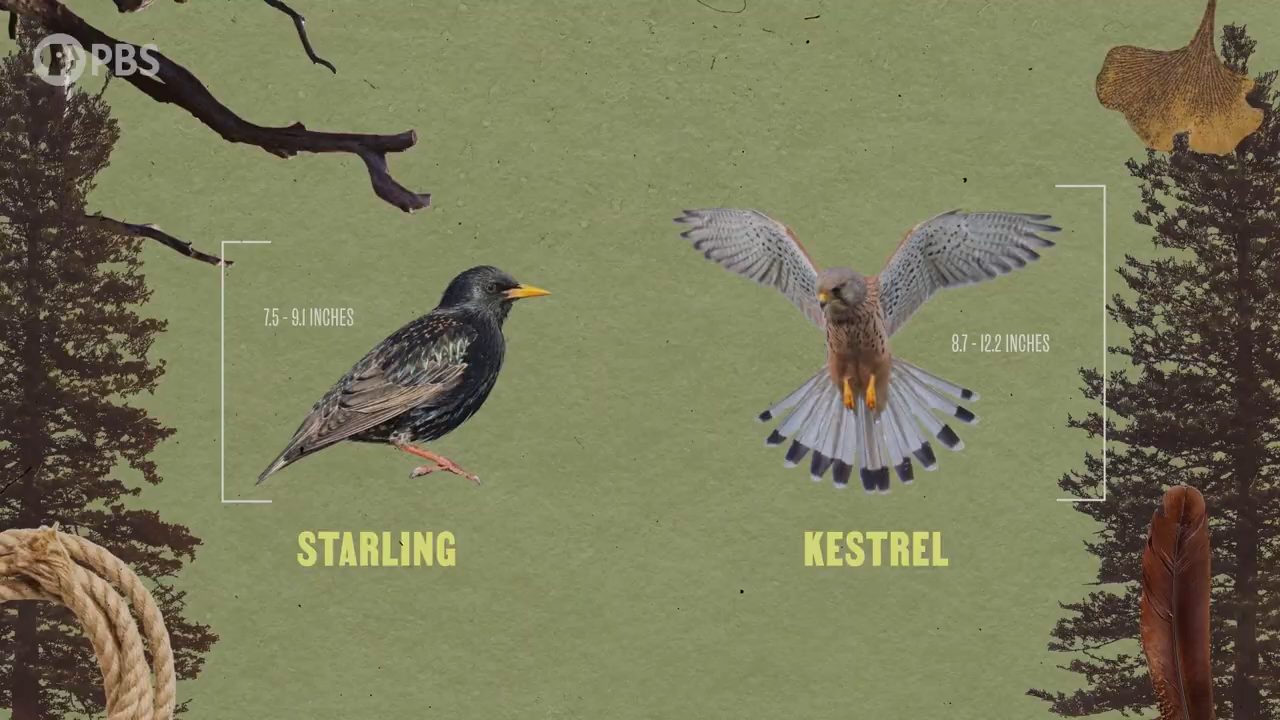 PBS
7.5 - 9.1 INCHES
8.7 - 12.2 INCHES
STARLING
KESTREL